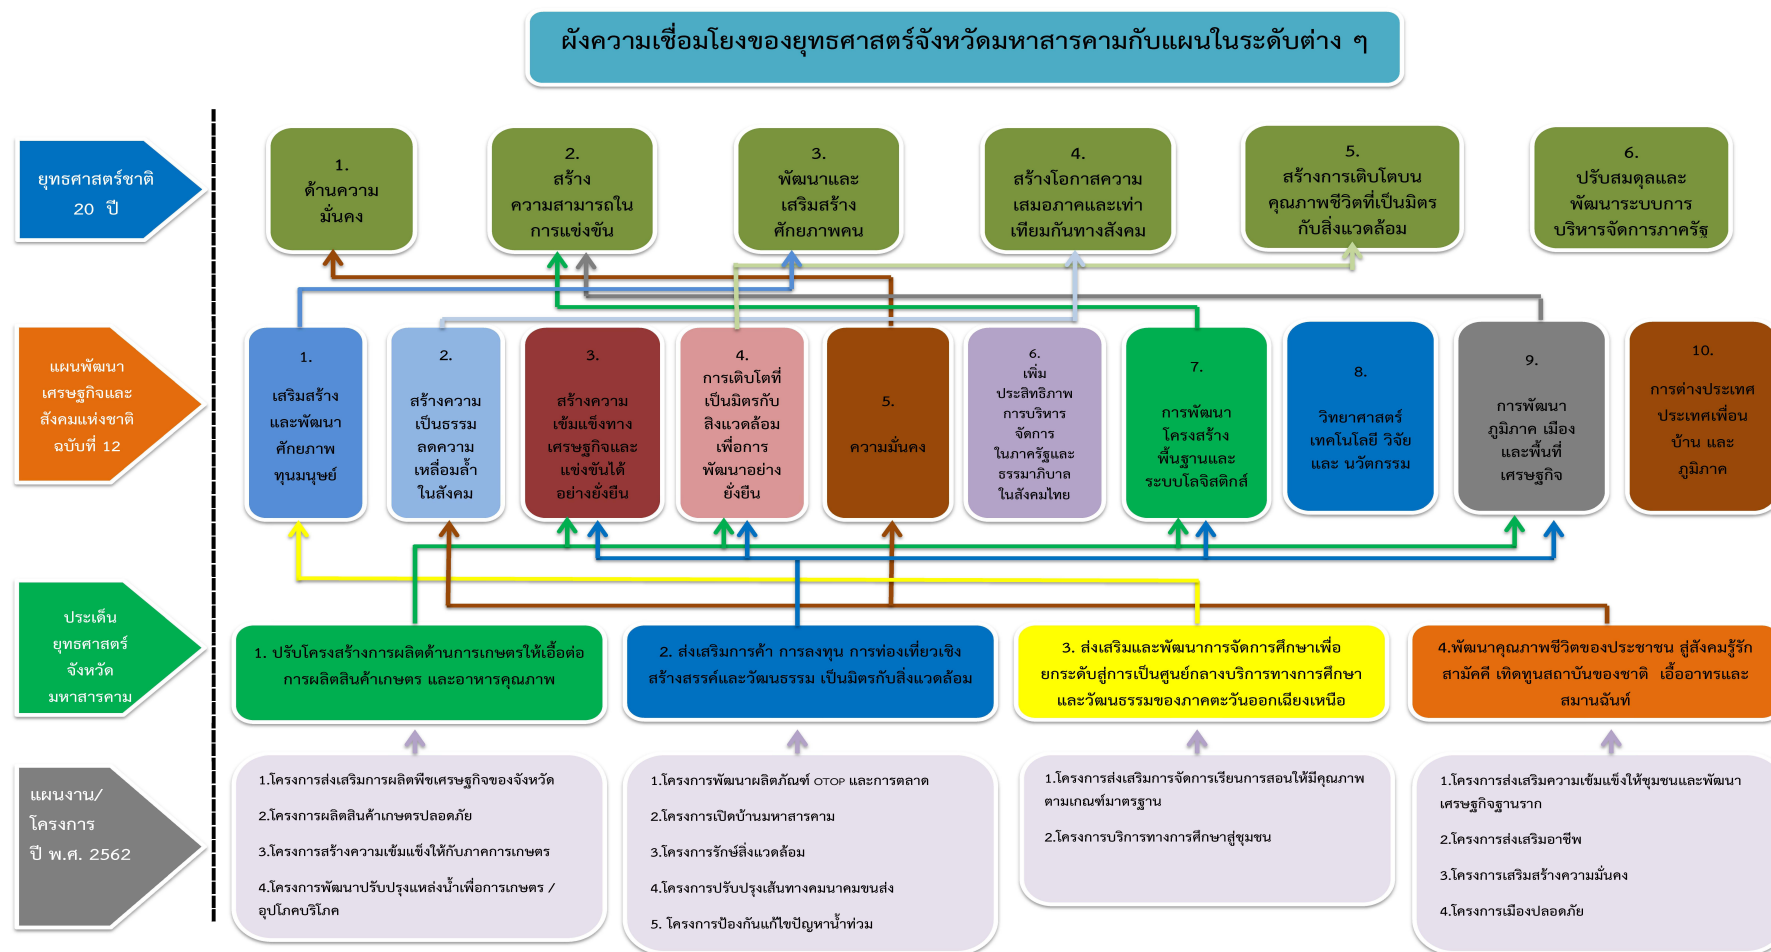 ผังความเชื่อมโยงของยุทธศาสตร์จังหวัดมหาสารคามกับแผนในระดับต่าง ๆ
ยุทธศาสตร์ชาติ
20 ปี
1.
ด้านความ
มั่นคง
2.
สร้าง
ความสามารถใน
การแข่งขัน
3.
พัฒนาและ
เสริมสร้าง
ศักยภาพคน
4.
สร้างโอกาสความ
เสมอภาคและเท่า
เทียมกันทางสังคม
5.
สร้างการเติบโตบน
คุณภาพชีวิตที่เป็นมิตร
กับสิ่งแวดล้อม
6.
ปรับสมดุลและ
พัฒนาระบบการ
บริหารจัดการภาครัฐ
แผนพัฒนา
เศรษฐกิจและ
สังคมแห่งชาติ
ฉบับที่ 12
1.
เสริมสร้าง
และพัฒนา
ศักยภาพ
ทุนมนุษย์
2.
สร้างความ
เป็นธรรม
ลดความ
เหลื่อมล้ำ
ในสังคม
3.
สร้างความ
เข้มแข็งทาง
เศรษฐกิจและ
แข่งขันได้
อย่างยั่งยืน
4.
การเติบโตที่
เป็นมิตรกับ
สิ่งแวดล้อม
เพื่อการ
พัฒนาอย่าง
ยั่งยืน
5.
ความมั่นคง
6.
เพิ่ม
ประสิทธิภาพ
การบริหาร
จัดการ
ในภาครัฐและ
ธรรมาภิบาล
ในสังคมไทย
7.
การพัฒนา
โครงสร้าง
พื้นฐานและ
ระบบโลจิสติกส์
8.
วิทยาศาสตร์
เทคโนโลยี วิจัย
และ นวัตกรรม
9.
การพัฒนา
ภูมิภาค เมือง
และพื้นที่
เศรษฐกิจ
10.
การต่างประเทศ
ประเทศเพื่อน
บ้าน และ
ภูมิภาค
ประเด็น
ยุทธศาสตร์
จังหวัด
มหาสารคาม
1. ปรับโครงสร้างการผลิตด้านการเกษตรให้เอื้อต่อ
การผลิตสินค้าเกษตร และอาหารคุณภาพ
2. ส่งเสริมการค้า การลงทุน การท่องเที่ยวเชิง
สร้างสรรค์และวัฒนธรรม เป็นมิตรกับสิ่งแวดล้อม
3. ส่งเสริมและพัฒนาการจัดการศึกษาเพื่อ
ยกระดับสู่การเป็นศูนย์กลางบริการทางการศึกษา
และวัฒนธรรมของภาคตะวันออกเฉียงเหนือ
4.พัฒนาคุณภาพชีวิตของประชาชน สู่สังคมรู้รัก
สามัคคี เทิดทูนสถาบันของชาติ เอื้ออาทรและ
สมานฉันท์
แผนงาน/
โครงการ
ปี พ.ศ. 2562
1.โครงการส่งเสริมการผลิตพืชเศรษฐกิจของจังหวัด
2.โครงการผลิตสินค้าเกษตรปลอดภัย
3.โครงการสร้างความเข้มแข็งให้กับภาคการเกษตร
4.โครงการพัฒนาปรับปรุงแหล่งน้ำเพื่อการเกษตร /
อุปโภคบริโภค
1.โครงการพัฒนาผลิตภัณฑ์ OTOP และการตลาด
2.โครงการเปิดบ้านมหาสารคาม
3.โครงการรักษ์สิ่งแวดล้อม
4.โครงการปรับปรุงเส้นทางคมนาคมขนส่ง
5. โครงการป้องกันแก้ไขปัญหาน้ำท่วม
1.โครงการส่งเสริมการจัดการเรียนการสอนให้มีคุณภาพ
ตามเกณฑ์มาตรฐาน
2.โครงการบริการทางการศึกษาสู่ชุมชน
1.โครงการส่งเสริมความเข้มแข็งให้ชุมชนและพัฒนา
เศรษฐกิจฐานราก
2.โครงการส่งเสริมอาชีพ
3.โครงการเสริมสร้างความมั่นคง
4.โครงการเมืองปลอดภัย